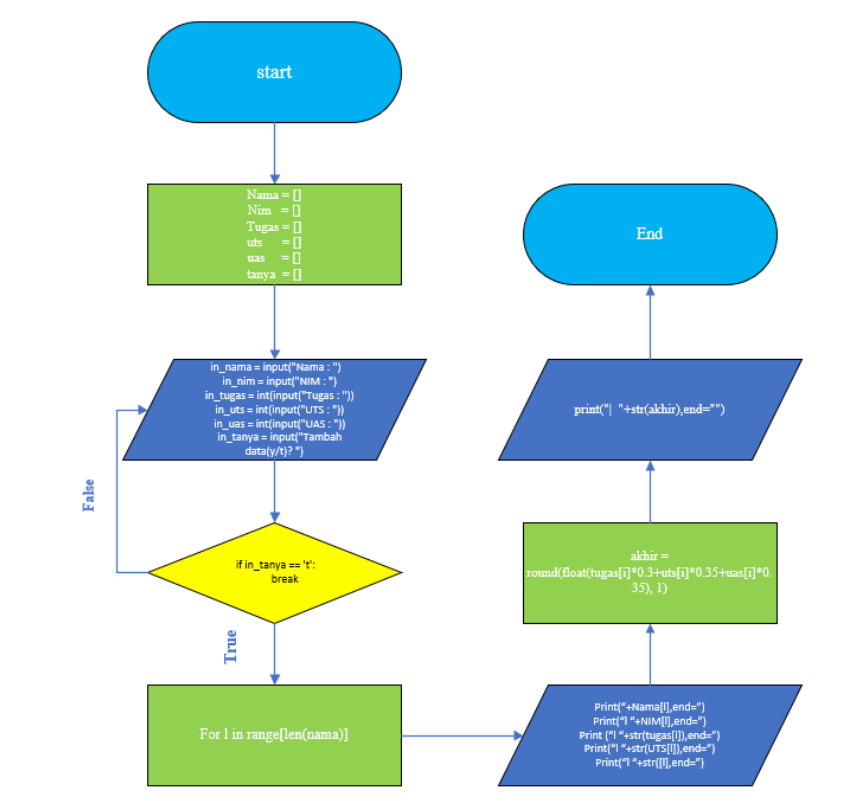 start
Nama = []
Nim = []
Tugas = []
uts = []
uas = []
tanya = []
in_nama = input("Nama : ")
in_nim = input("NIM : ")
in_tugas = int(input("Tugas : "))
in_uts = int(input("UTS : "))
in_uas = int(input("UAS : "))
in_tanya = input("Tambah
data(y/t)? ")
False
if in_tanya == 't':
break
True
For l in range[len(nama)]
Print("+Nama[l],end=")
Print("l "+NIM[l],end=")
Print ("l "+str(tugas[l]),end=")
Print("l "+str(UTS[l]),end=")
Print("l "+str([l],end=")
akhir =
round(float(tugas[i]*0.3+uts[i]*0.35+uas[i]*0.
35), 1)
print("| "+str(akhir),end="")
End